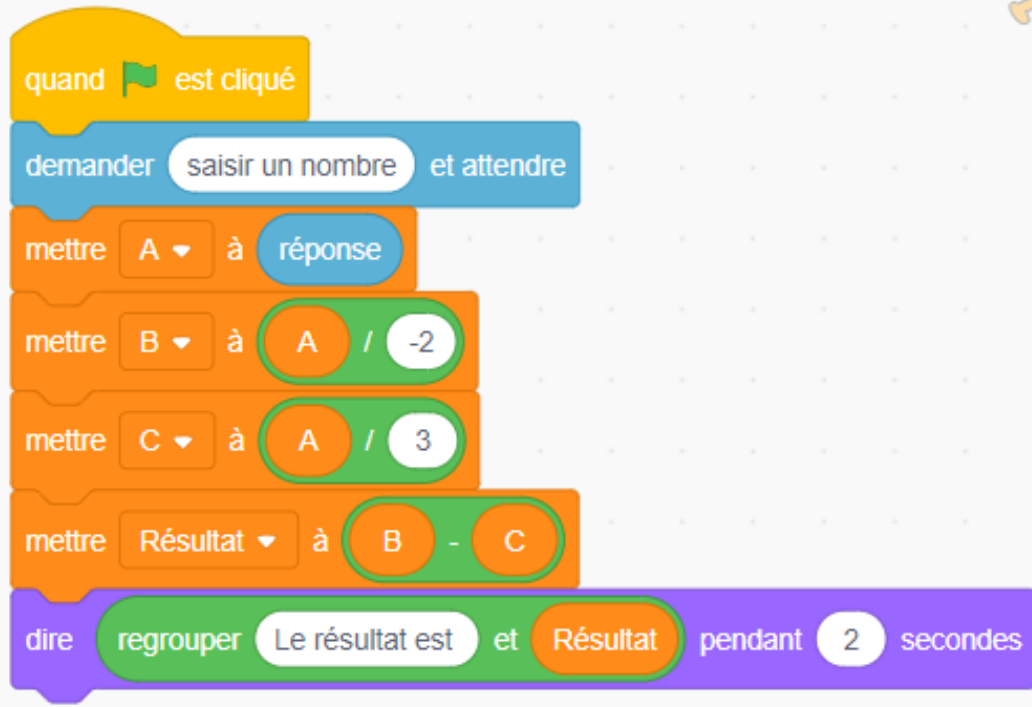 quand est cliqué
demander saisir un nombre et attendre
mettre A à réponse
mettre B à A / -2
mettre C à A / 3
mettre Résultat à B - C
dire regrouper Le résultat est et Résultat pendant 2 secondes